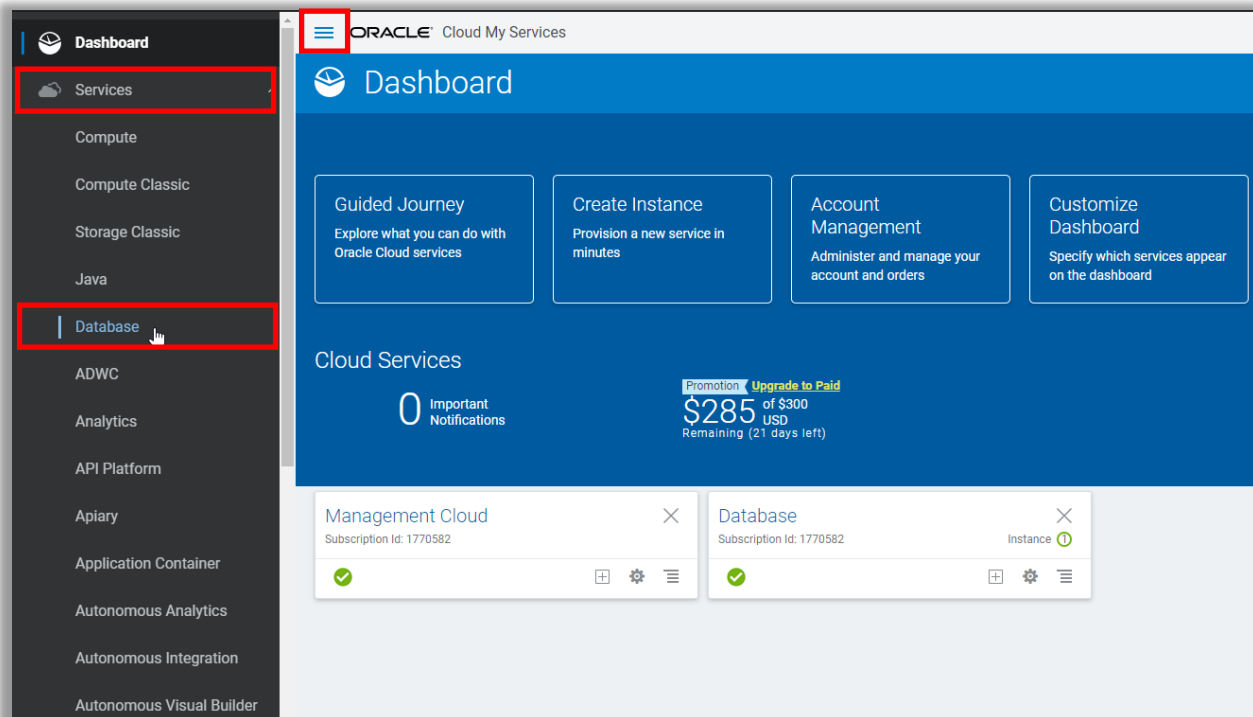 Dashboard
Services
Compute
Compute Classic
Storage Classic
Java
Database
ADWC
Analytics
API Platform
Apiary
Application Container
Autonomous Analytics
Autonomous Integration
Autonomous Visual Builder
ORACLE® Cloud My Services
Dashboard
Guided Journey
Explore what you can do with
Oracle Cloud services
Create Instance
Provision a new service in
minutes
Account
Management
Administer and manage your
account and orders
Customize
Dashboard
Specify which services appear
on the dashboard
Cloud Services
0 Important
Notifications
Promotion Upgrade to Paid
$285 of $300
USD
Remaining (21 days left)
Management Cloud
Subscription Id: 1770582
Database
Subscription Id: 1770582
Instance 1